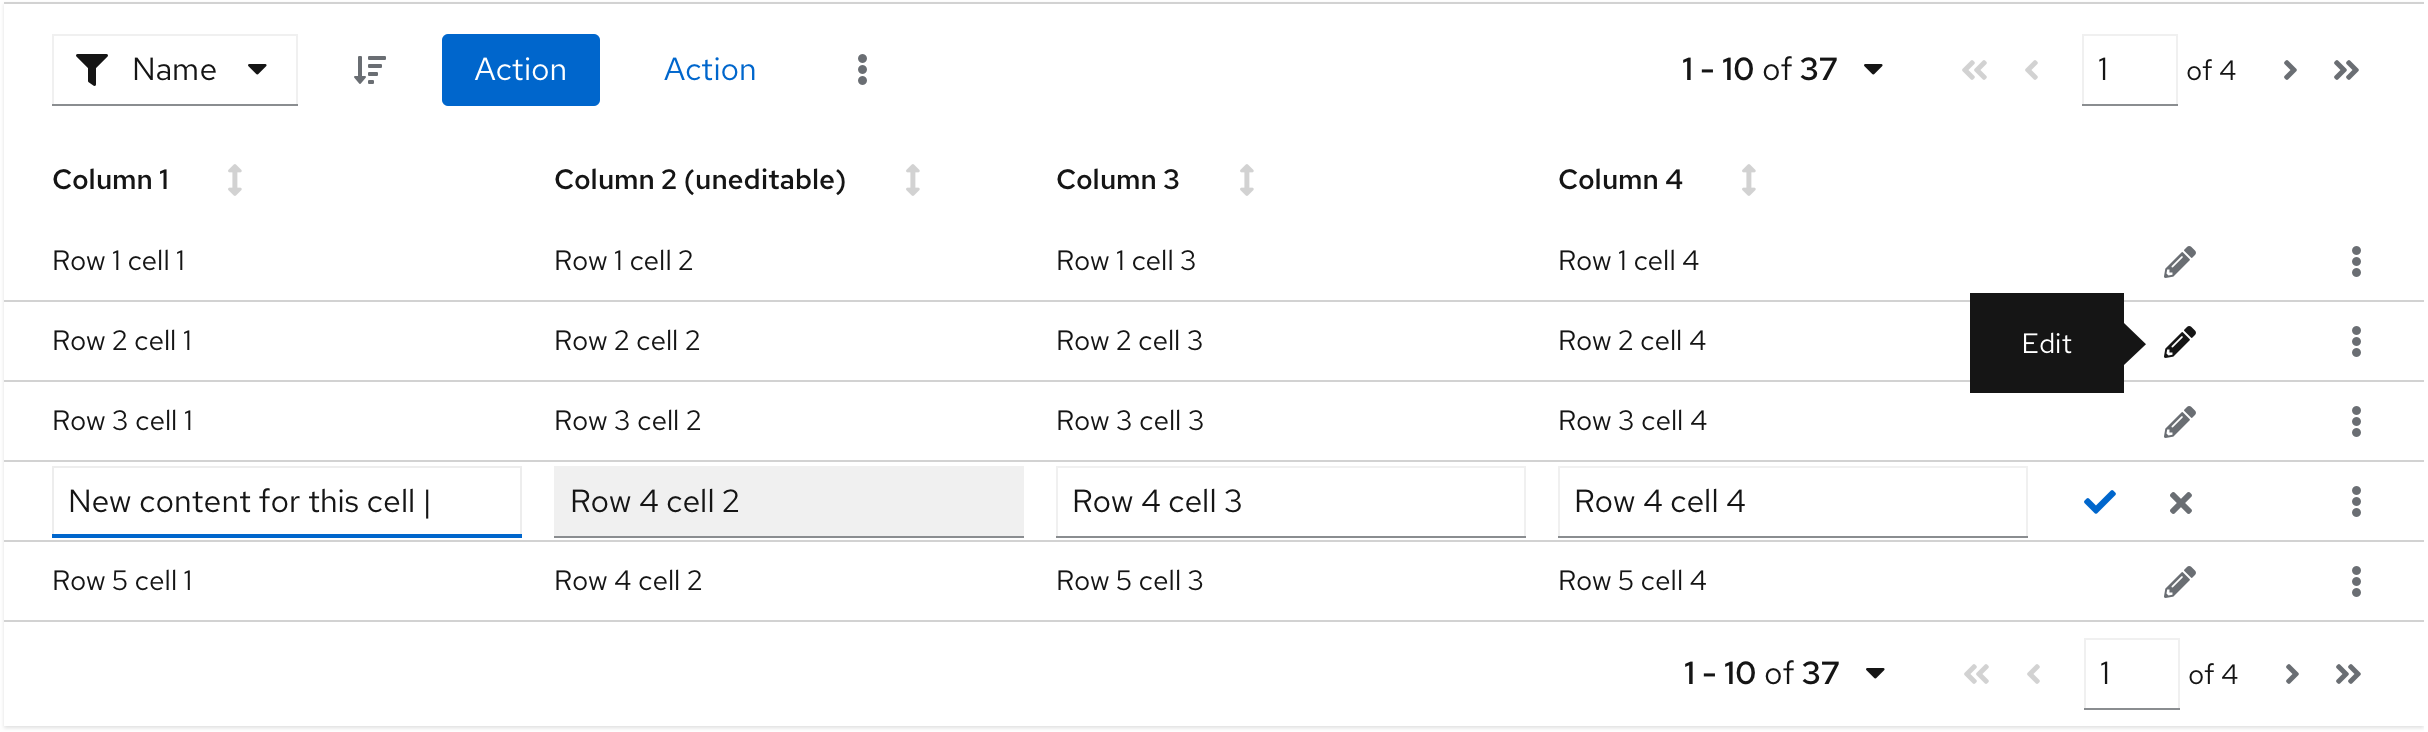 Name Action Action 1 - 10 of 37 1 of 4
Column 1 Column 2 (uneditable) Column 3 Column 4
Row 1 cell 1 Row 1 cell 2 Row 1 cell 3 Row 1 cell 4
Row 2 cell 1 Row 2 cell 2 Row 2 cell 3 Row 2 cell 4 Edit
Row 3 cell 1 Row 3 cell 2 Row 3 cell 3 Row 3 cell 4
New content for this cell | Row 4 cell 2 Row 4 cell 3 Row 4 cell 4
Row 5 cell 1 Row 4 cell 2 Row 5 cell 3 Row 5 cell 4
1 - 10 of 37 1 of 4